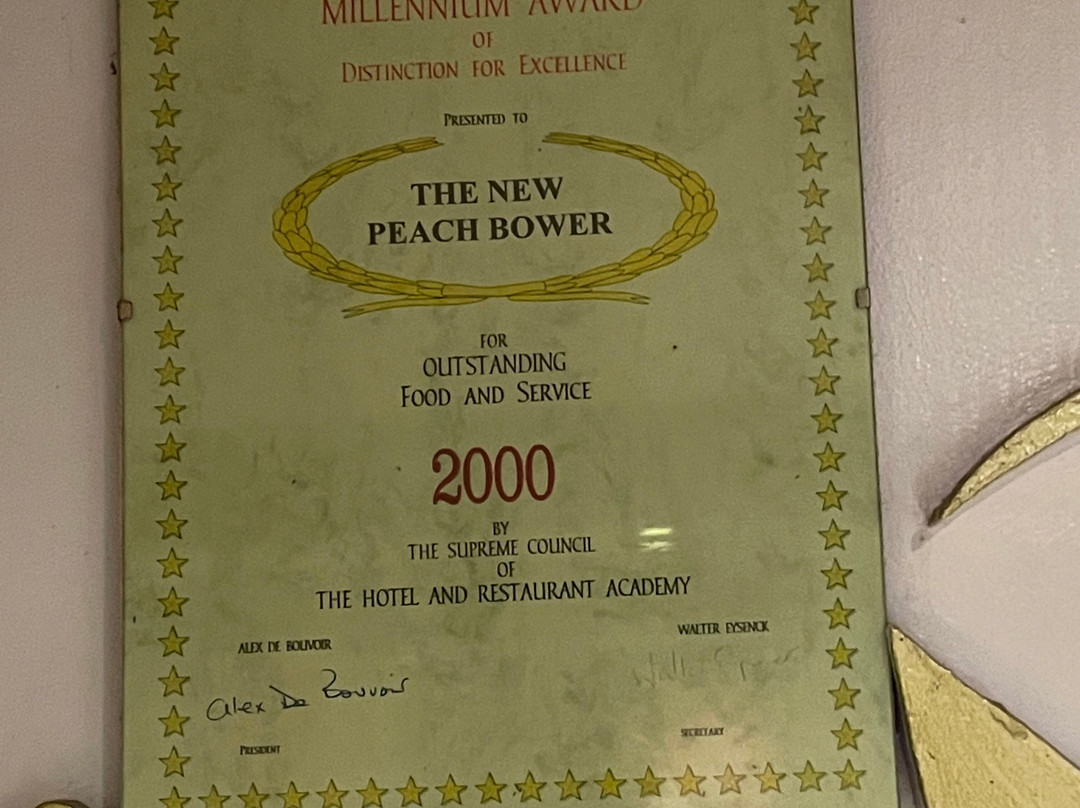 MILLENNIUM AWARD
OF
DISTINCTION FOR EXCELLENCE
PRESENTED TO
THE NEW
PEACH BOWER
FOR
OUTSTANDING
FOOD AND SERVICE
2000
BY
THE SUPREME COUNCIL
OF
THE HOTEL AND RESTAURANT ACADEMY
ALEX DE BOUVOIR
WALTER EYSENCK
Alex De Bouvoir
PRESIDENT
SECRETARY